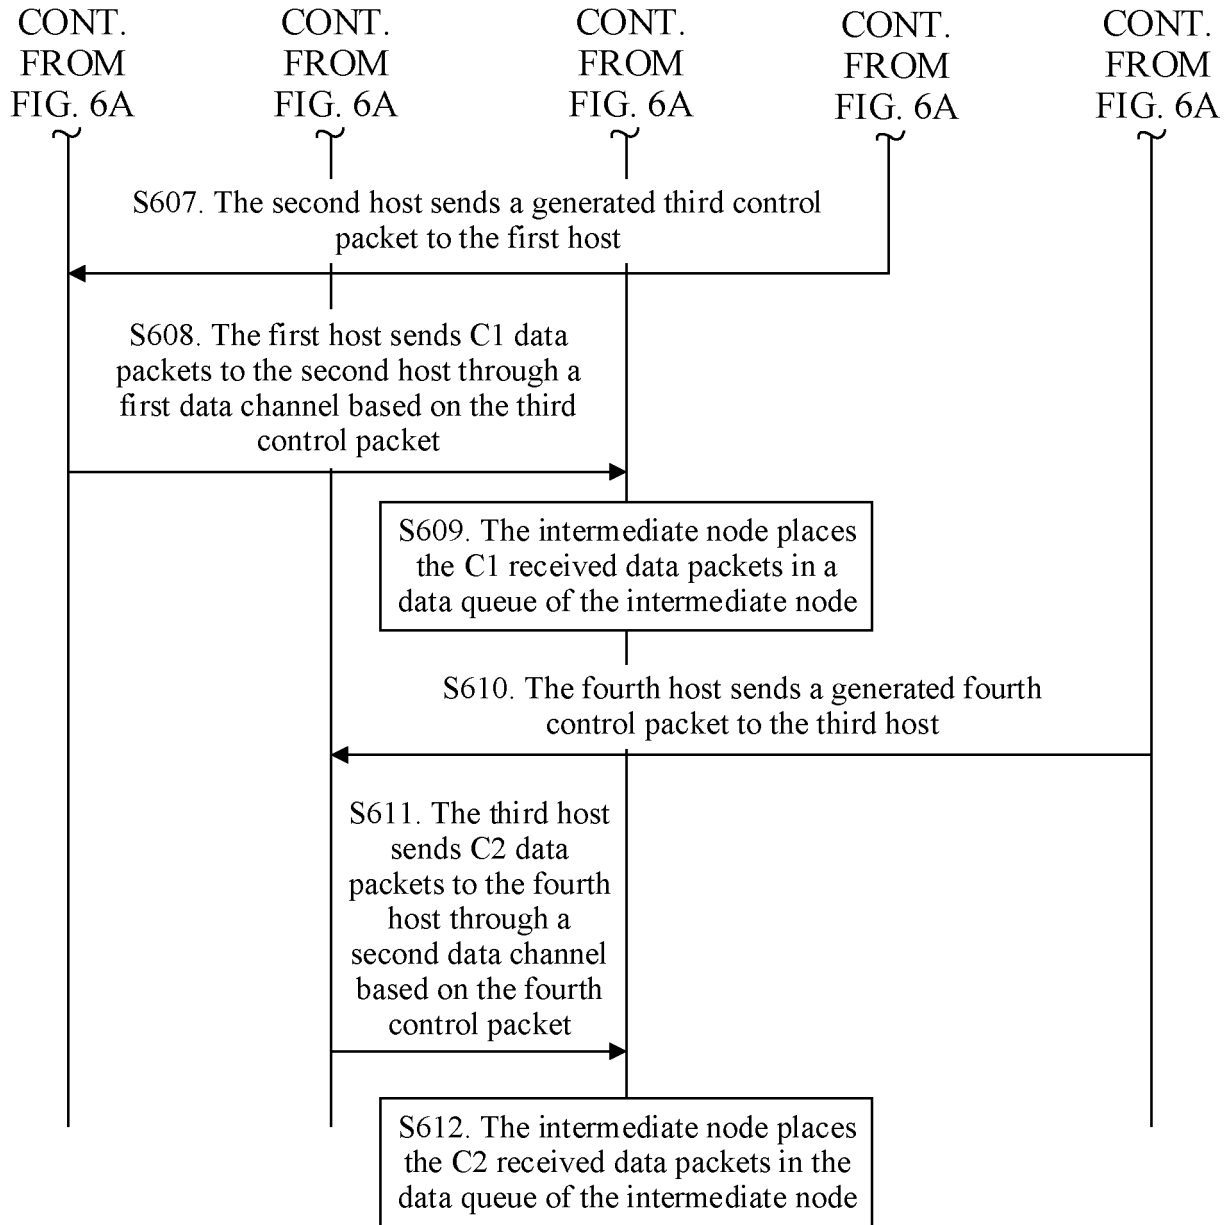 CONT.
FROM
FIG. 6A
CONT.
FROM
FIG. 6A
CONT.
FROM
FIG. 6A
CONT.
FROM
FIG. 6A
CONT.
FROM
FIG. 6A
S607. The second host sends a generated third control
packet to the first host
S608. The first host sends C1 data
packets to the second host through a
first data channel based on the third
control packet
S609. The intermediate node places
the C1 received data packets in a
data queue of the intermediate node
S610. The fourth host sends a generated fourth
control packet to the third host
S611. The third host
sends C2 data
packets to the fourth
host through a
second data channel
based on the fourth
control packet
S612. The intermediate node places
the C2 received data packets in the
data queue of the intermediate node